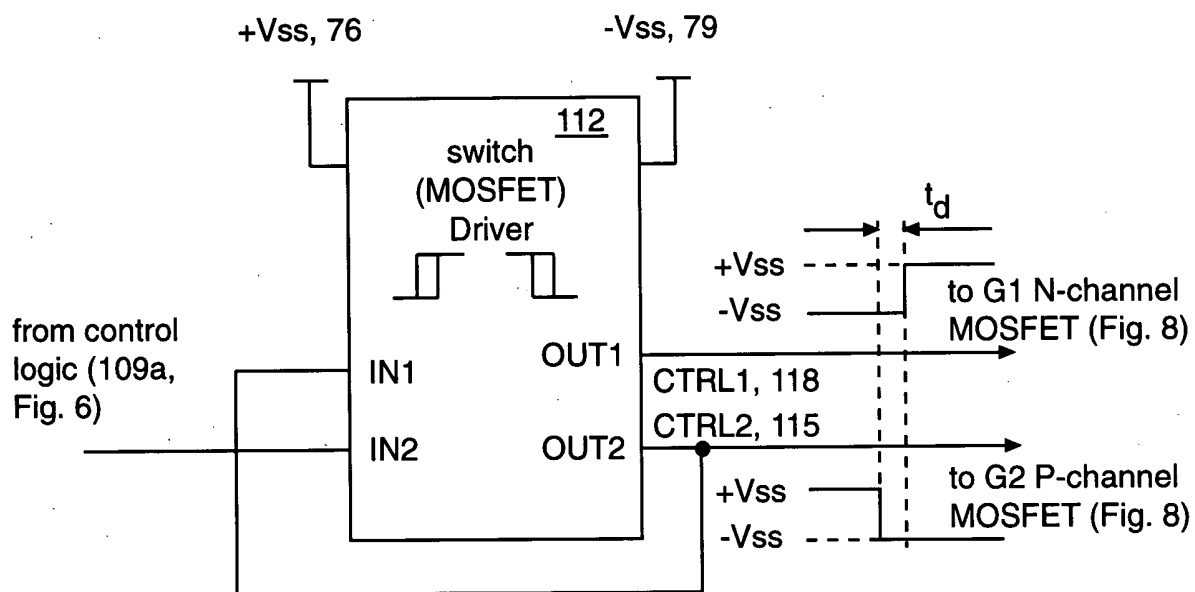 +Vss, 76
-Vss, 79
112
switch
(MOSFET)
Driver
t_d
+Vss
-Vss
to G1 N-channel
MOSFET (Fig. 8)
from control
logic (109a,
Fig. 6)
IN1
OUT1
CTRL1, 118
CTRL2, 115
IN2
OUT2
+Vss
-Vss
to G2 P-channel
MOSFET (Fig. 8)